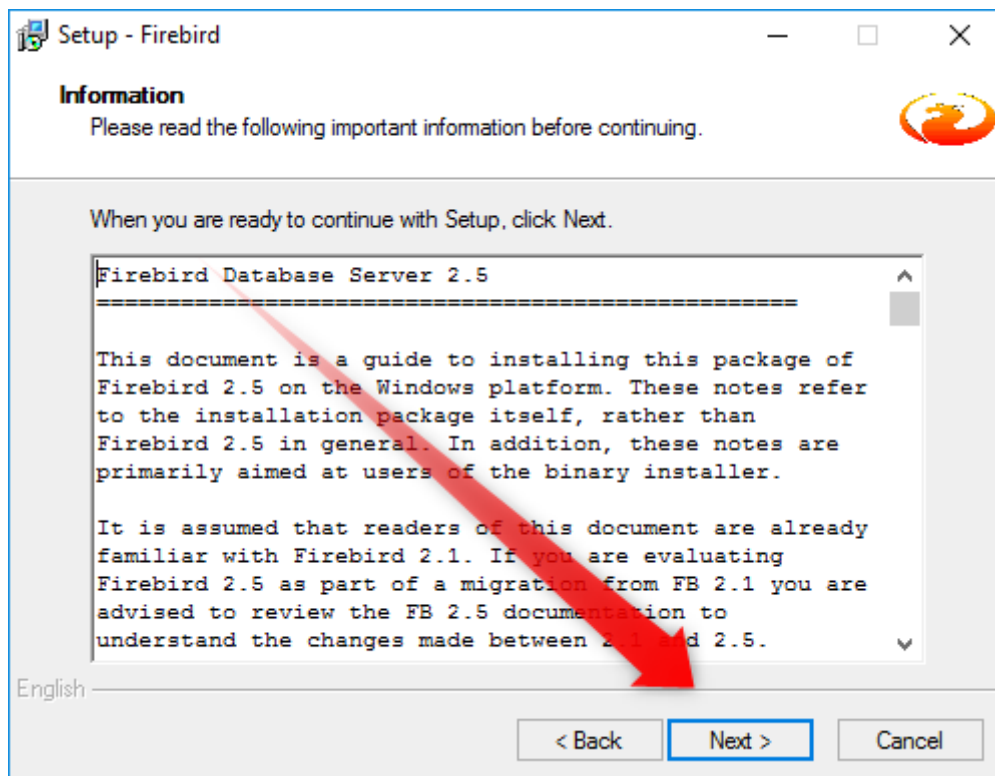 Setup - Firebird
Information
Please read the following important information before continuing.
When you are ready to continue with Setup, click Next.
Firebird Database Server 2.5
==================================================
This document is a guide to installing this package of
Firebird 2.5 on the Windows platform. These notes refer
to the installation package itself, rather than
Firebird 2.5 in general. In addition, these notes are
primarily aimed at users of the binary installer.
It is assumed that readers of this document are already
familiar with Firebird 2.1. If you are evaluating
Firebird 2.5 as part of a migration from FB 2.1 you are
advised to review the FB 2.5 documentation to
understand the changes made between 2.1 and 2.5.
English
< Back Next > Cancel